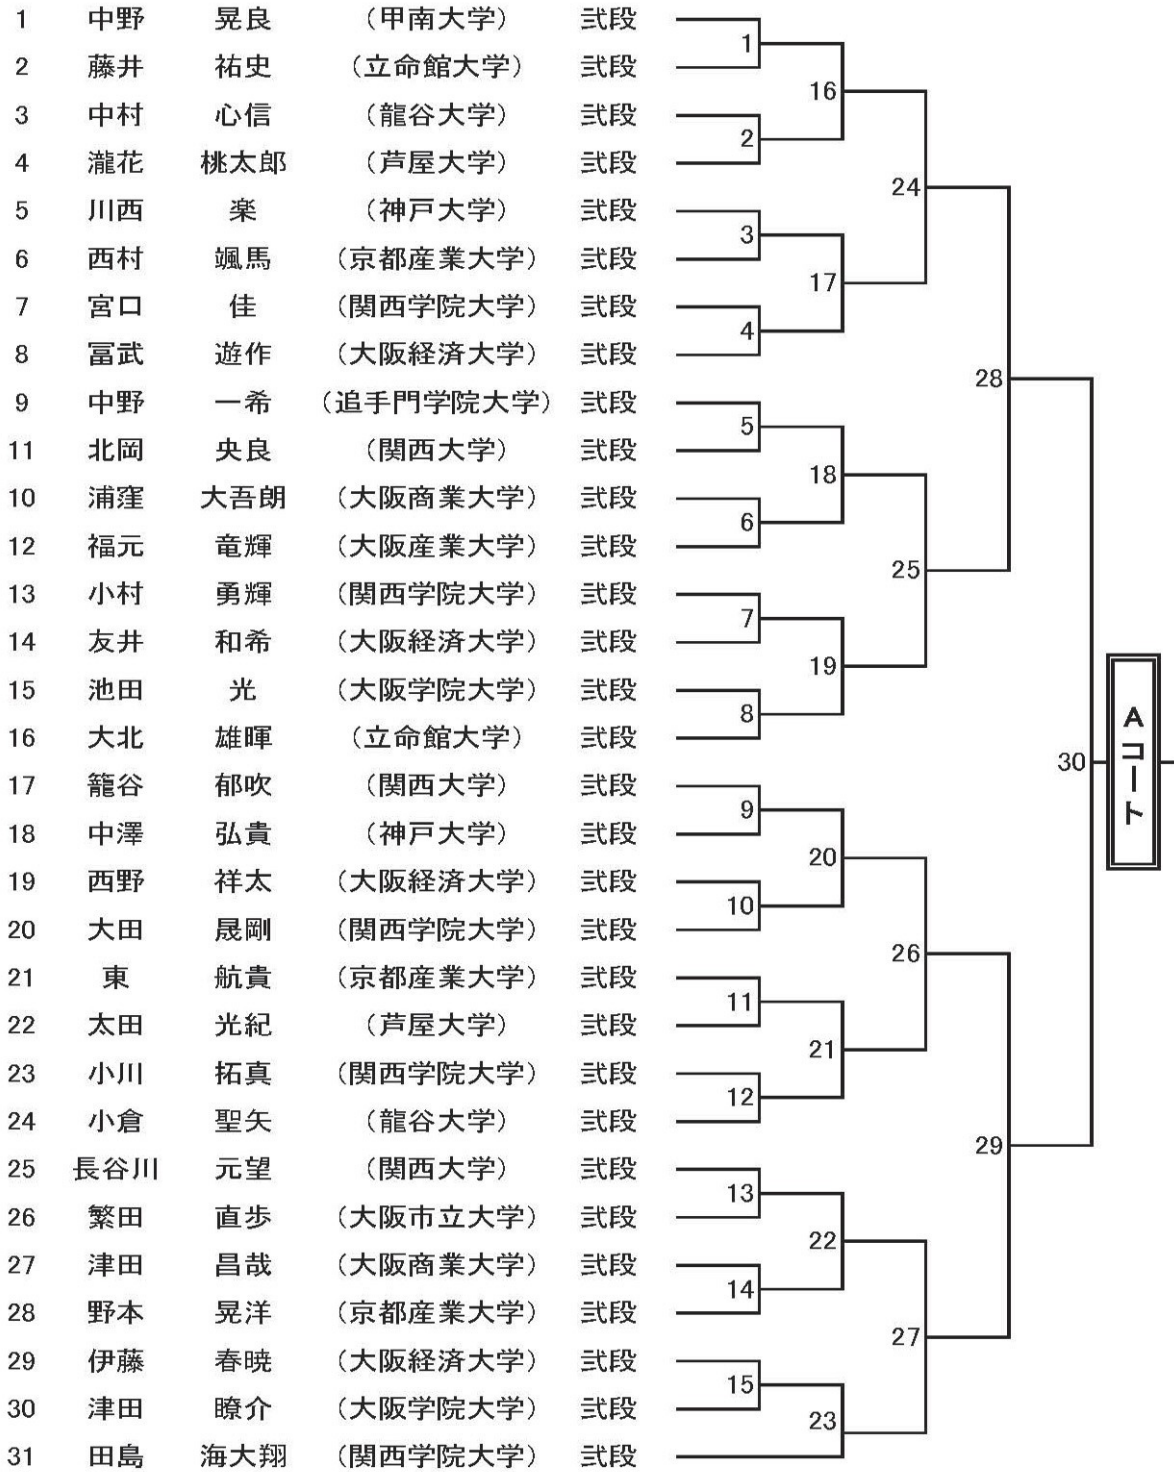 1 中野 晃良 （甲南大学） 弐段
2 藤井 祐史 （立命館大学） 弐段
3 中村 心信 （龍谷大学） 弐段
4 瀧花 桃太郎 （芦屋大学） 弐段
5 川西 楽 （神戸大学） 弐段
6 西村 颯馬 （京都産業大学） 弐段
7 宮口 佳 （関西学院大学） 弐段
8 冨武 遊作 （大阪経済大学） 弐段
9 中野 一希 （追手門学院大学） 弐段
11 北岡 央良 （関西大学） 弐段
10 浦窪 大吾朗 （大阪商業大学） 弐段
12 福元 竜輝 （大阪産業大学） 弐段
13 小村 勇輝 （関西学院大学） 弐段
14 友井 和希 （大阪経済大学） 弐段
15 池田 光 （大阪学院大学） 弐段
16 大北 雄暉 （立命館大学） 弐段
17 籠谷 郁吹 （関西大学） 弐段
18 中澤 弘貴 （神戸大学） 弐段
19 西野 祥太 （大阪経済大学） 弐段
20 大田 晟剛 （関西学院大学） 弐段
21 東 航貴 （京都産業大学） 弐段
22 太田 光紀 （芦屋大学） 弐段
23 小川 拓真 （関西学院大学） 弐段
24 小倉 聖矢 （龍谷大学） 弐段
25 長谷川 元望 （関西大学） 弐段
26 繁田 直歩 （大阪市立大学） 弐段
27 津田 昌哉 （大阪商業大学） 弐段
28 野本 晃洋 （京都産業大学） 弐段
29 伊藤 春暁 （大阪経済大学） 弐段
30 津田 瞭介 （大阪学院大学） 弐段
31 田島 海大翔 （関西学院大学） 弐段
1
2
3
4
5
6
7
8
9
10
11
12
13
14
15
16
17
18
19
20
21
22
23
24
25
26
27
28
29
30
Aコート